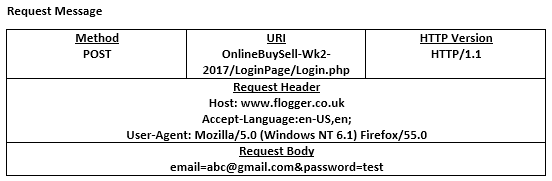 Request Message
Method
POST
URI
OnlineBuySell-Wk2-
2017/LoginPage/Login.php
HTTP Version
HTTP/1.1
Request Header
Host: www.flogger.co.uk
Accept-Language:en-US,en;
User-Agent: Mozilla/5.0 (Windows NT 6.1) Firefox/55.0
Request Body
email=abc@gmail.com&password=test